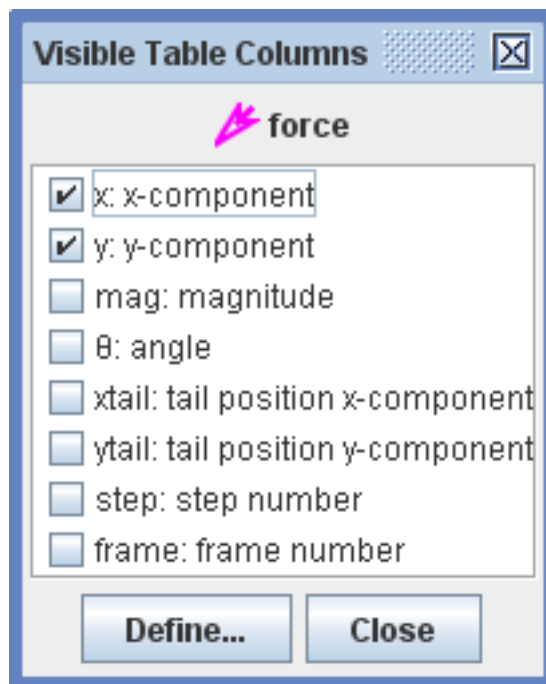 Visible Table Columns
force
x: x-component
y: y-component
mag: magnitude
θ: angle
xtail: tail position x-component
ytail: tail position y-component
step: step number
frame: frame number
Define... Close